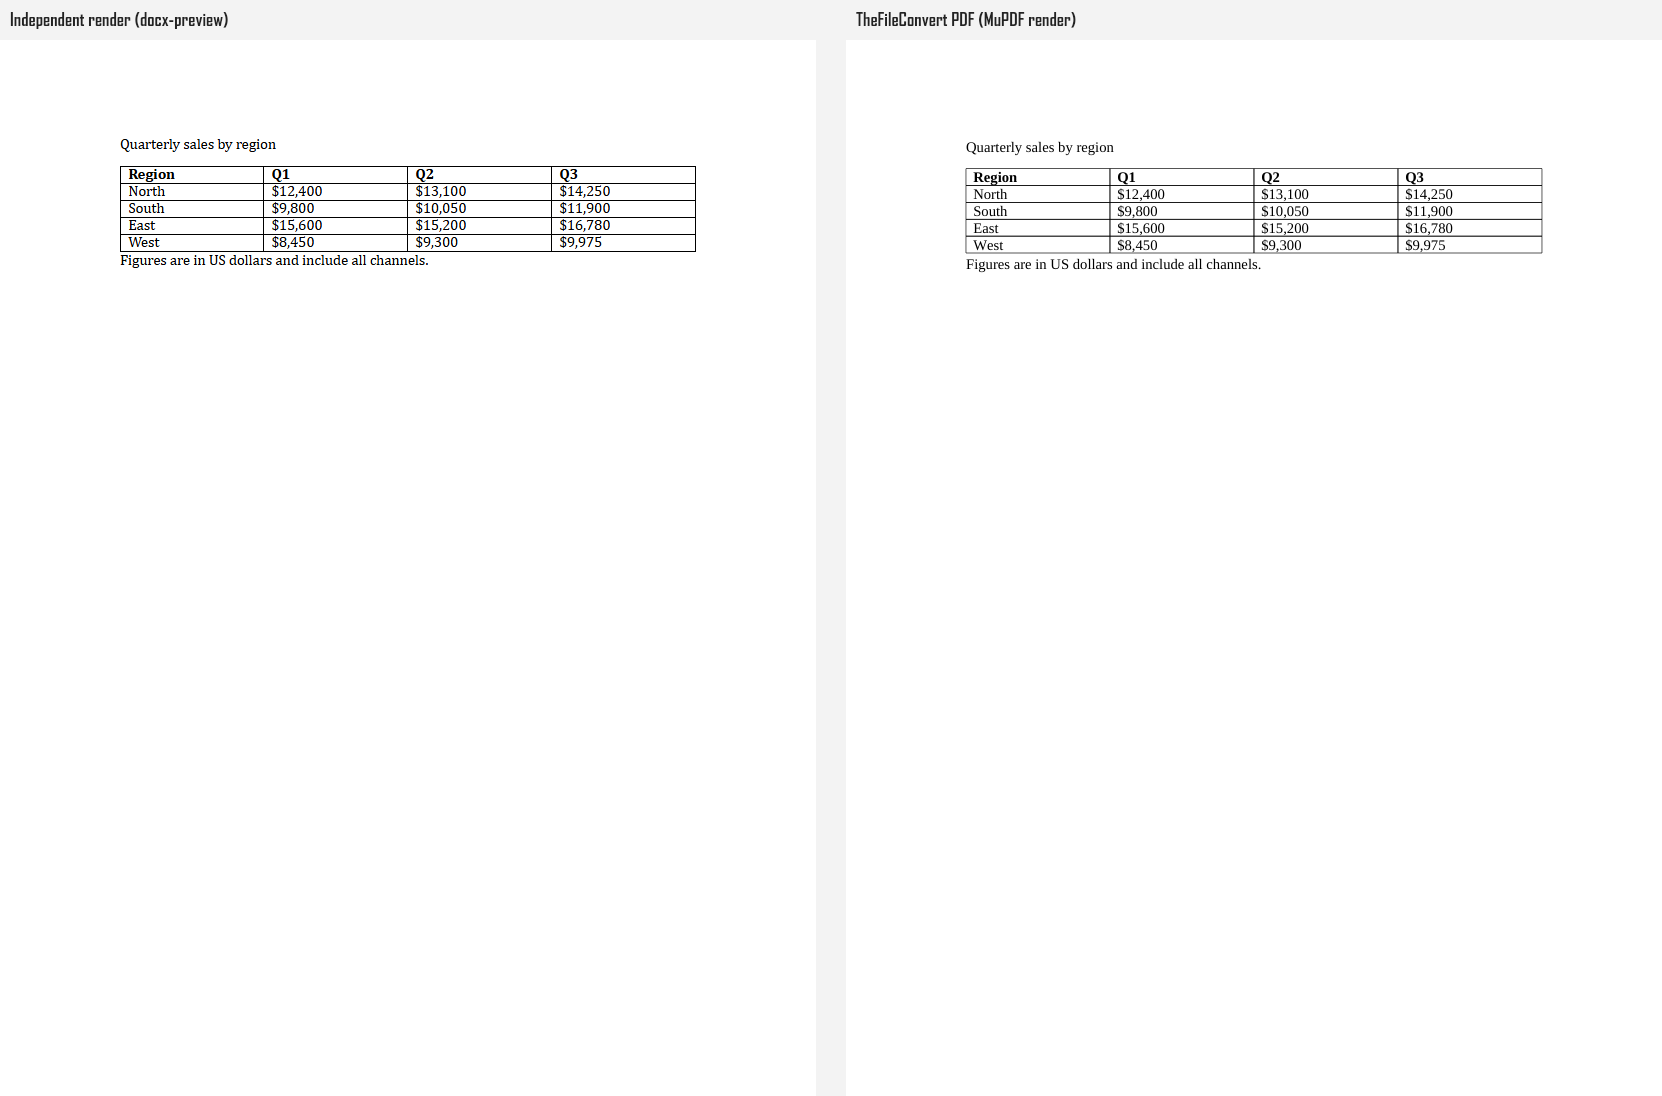 Independent render (docx-preview)
Quarterly sales by region
Region Q1 Q2 Q3
North $12,400 $13,100 $14,250
South $9,800 $10,050 $11,900
East $15,600 $15,200 $16,780
West $8,450 $9,300 $9,975
Figures are in US dollars and include all channels.
TheFileConvert PDF (MuPDF render)
Quarterly sales by region
Region Q1 Q2 Q3
North $12,400 $13,100 $14,250
South $9,800 $10,050 $11,900
East $15,600 $15,200 $16,780
West $8,450 $9,300 $9,975
Figures are in US dollars and include all channels.